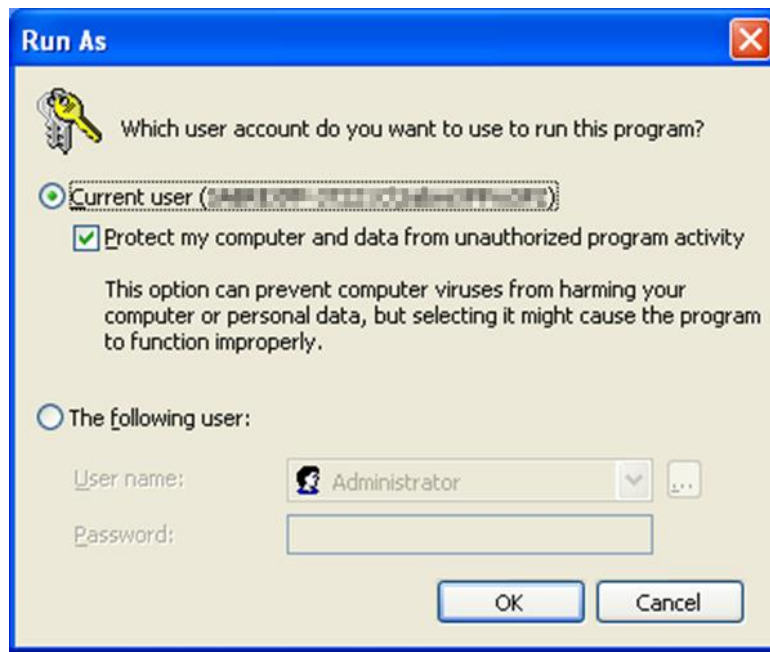 Run As
Which user account do you want to use to run this program?
Current user ( )
Protect my computer and data from unauthorized program activity
This option can prevent computer viruses from harming your
computer or personal data, but selecting it might cause the program
to function improperly.
The following user:
User name:
Administrator
...
Password:
OK
Cancel